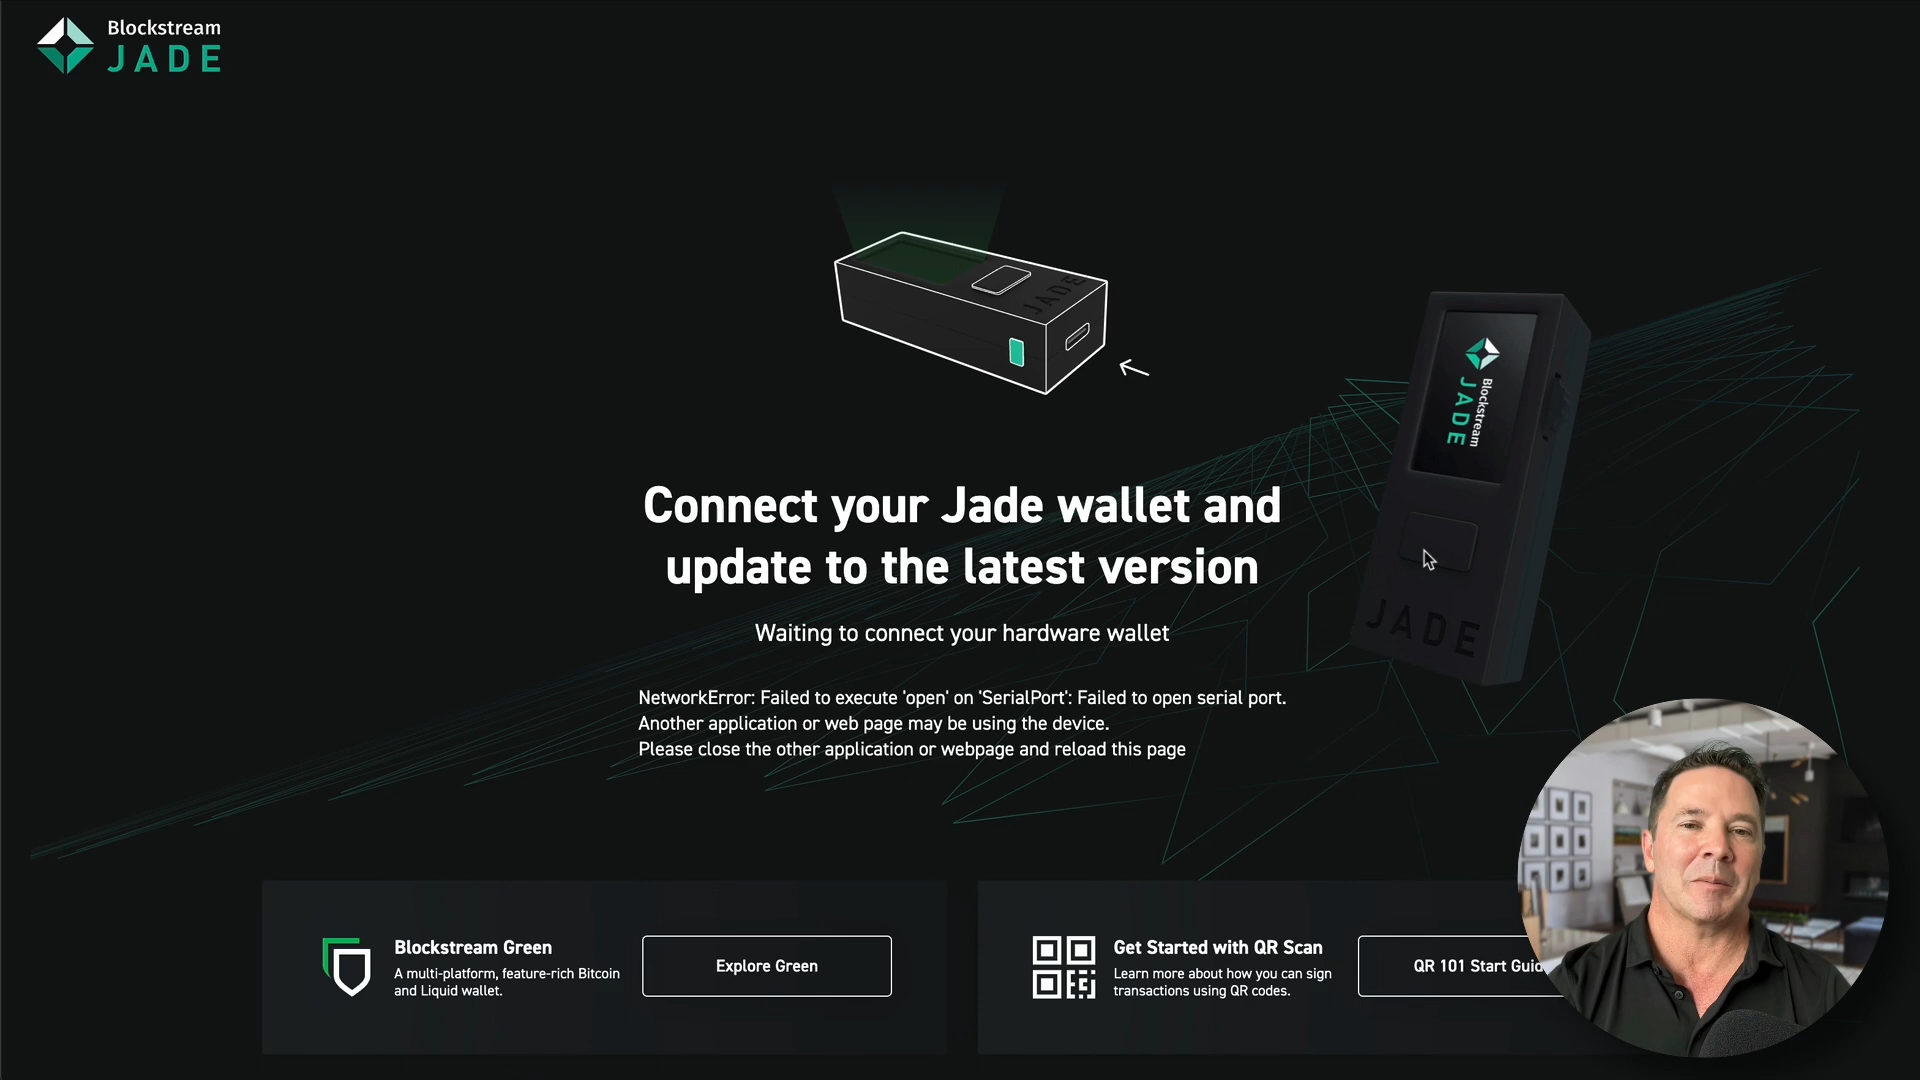 Blockstream
JADE
JADE
Blockstream
JADE
JADE
Connect your Jade wallet and
update to the latest version
Waiting to connect your hardware wallet
NetworkError: Failed to execute 'open' on 'SerialPort': Failed to open serial port.
Another application or web page may be using the device.
Please close the other application or webpage and reload this page
Blockstream Green
A multi-platform, feature-rich Bitcoin
and Liquid wallet.
Explore Green
Get Started with QR Scan
Learn more about how you can sign
transactions using QR codes.
QR 101 Start